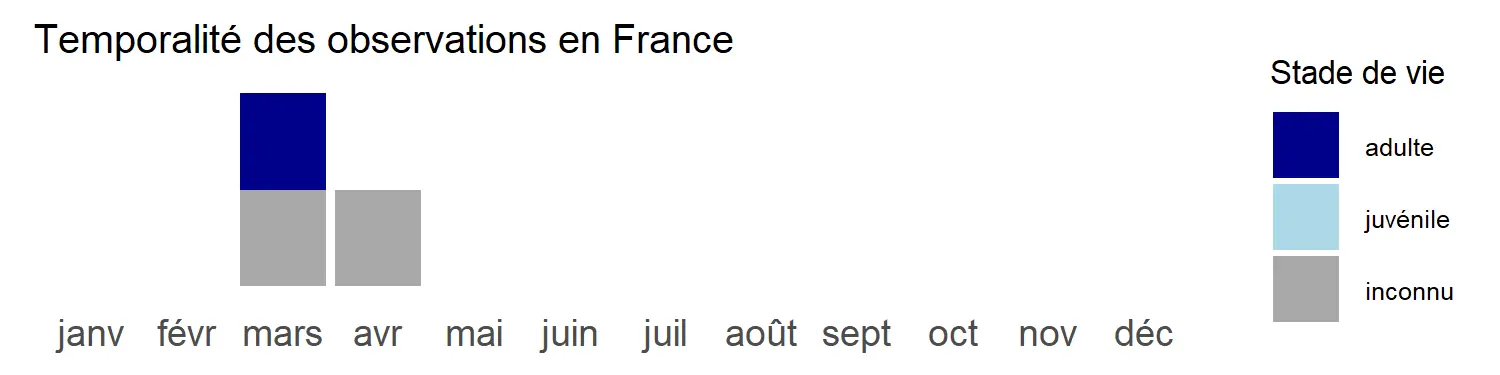 Temporalité des observations en France
Stade de vie
adulte
juvénile
inconnu
janv févr mars avr mai juin juil août sept oct nov déc